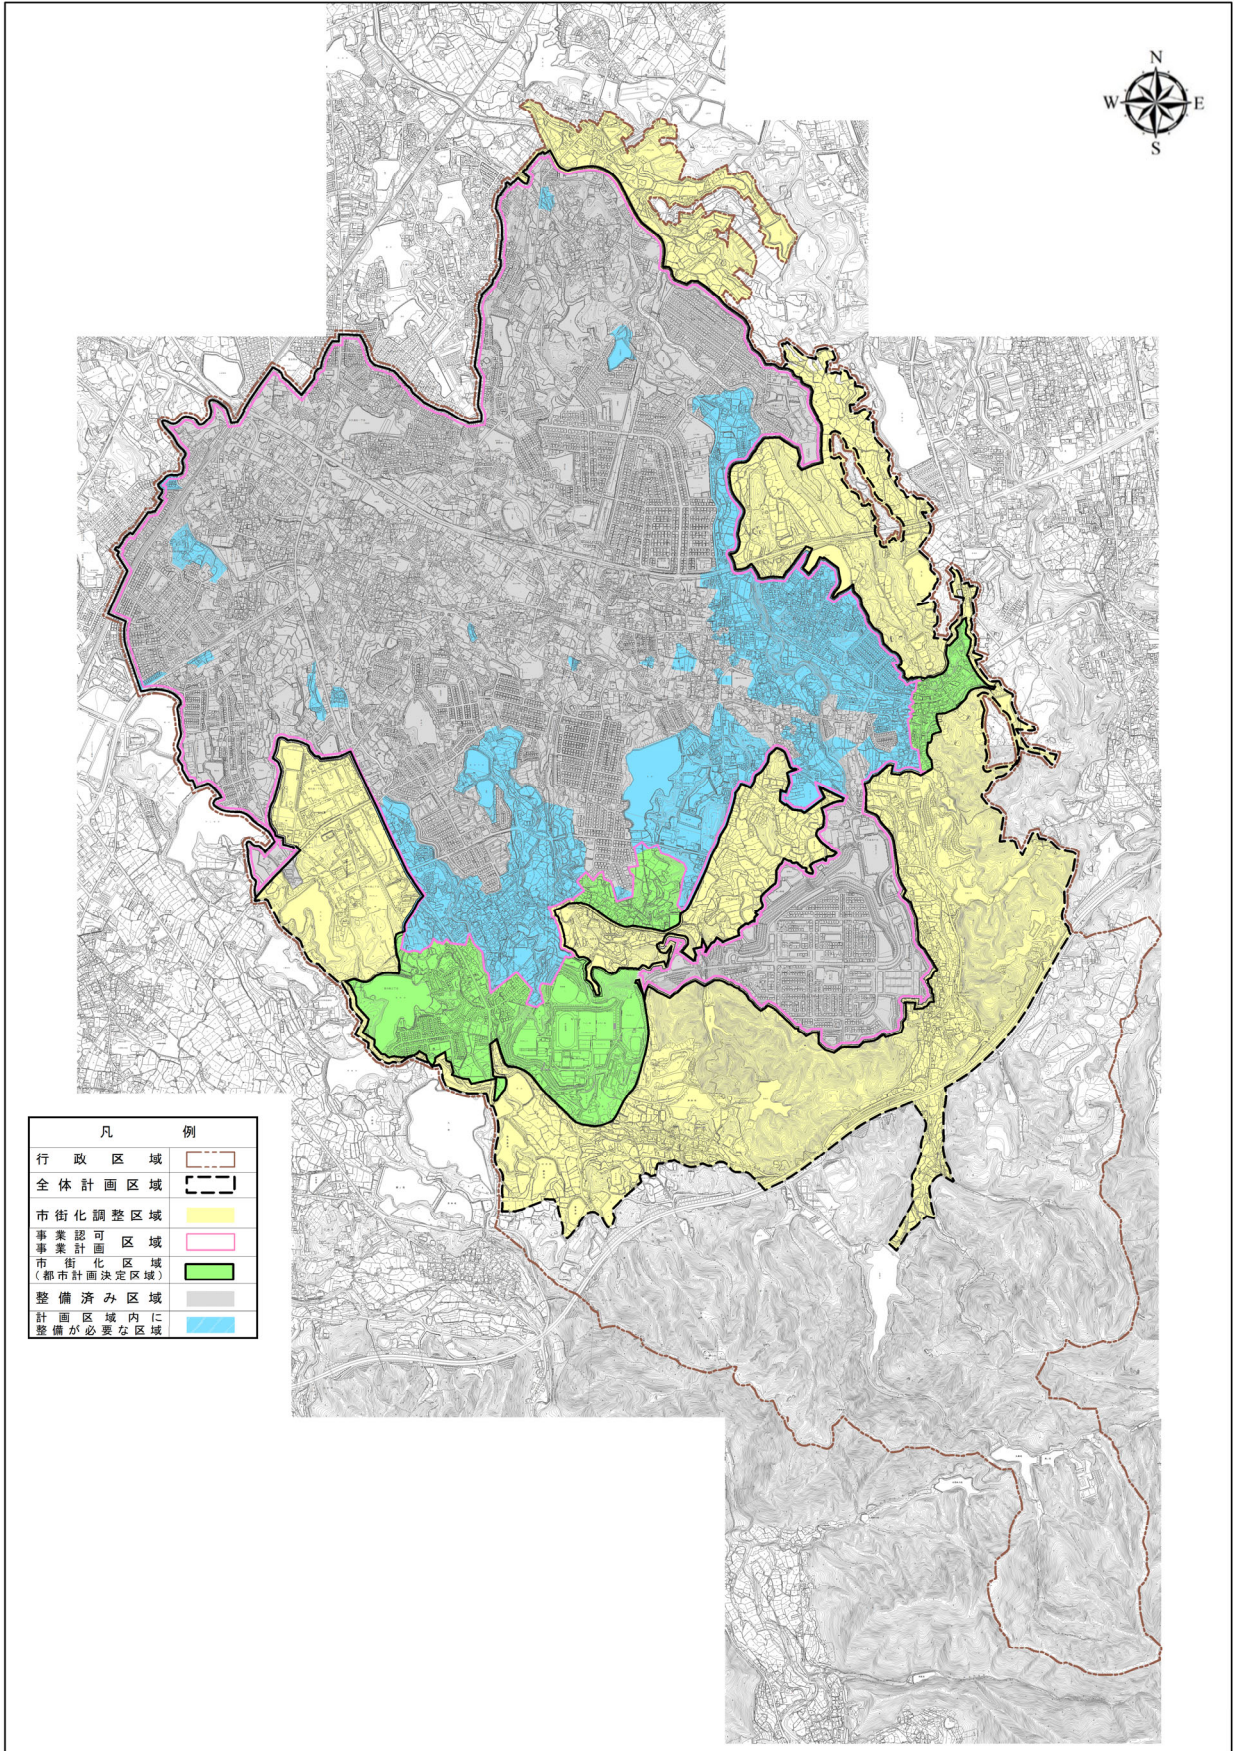 N
W E
S
凡 例
行政区域
全体計画区域
市街化調整区域
事業認可
事業計画 区域
市街化区域
(都市計画決定区域)
整備済み区域
計画区域内に
整備が必要な区域